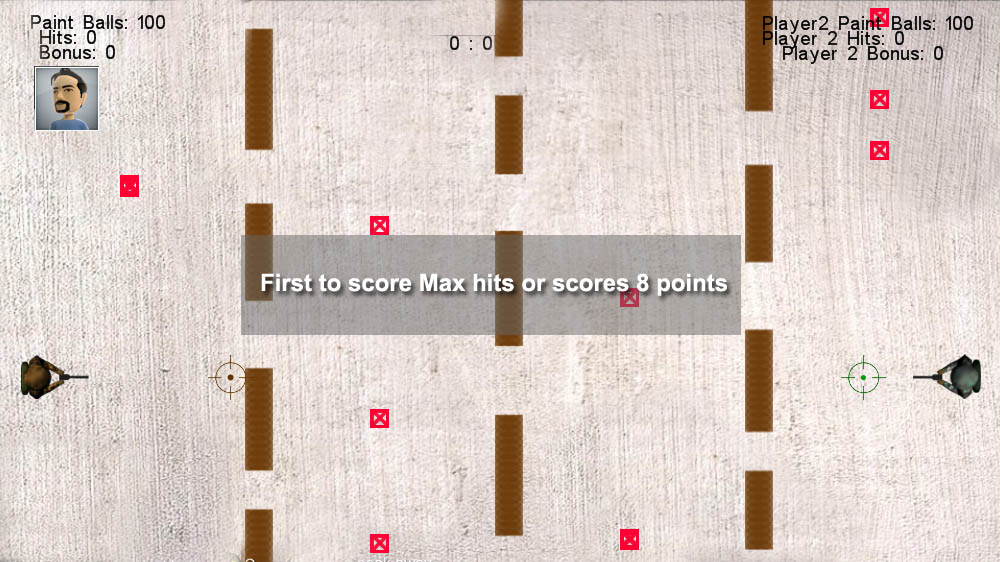 Paint Balls: 100
Hits: 0
Bonus: 0
0 : 0
Player2 Paint Balls: 100
Player 2 Hits: 0
Player 2 Bonus: 0
First to score Max hits or scores 8 points